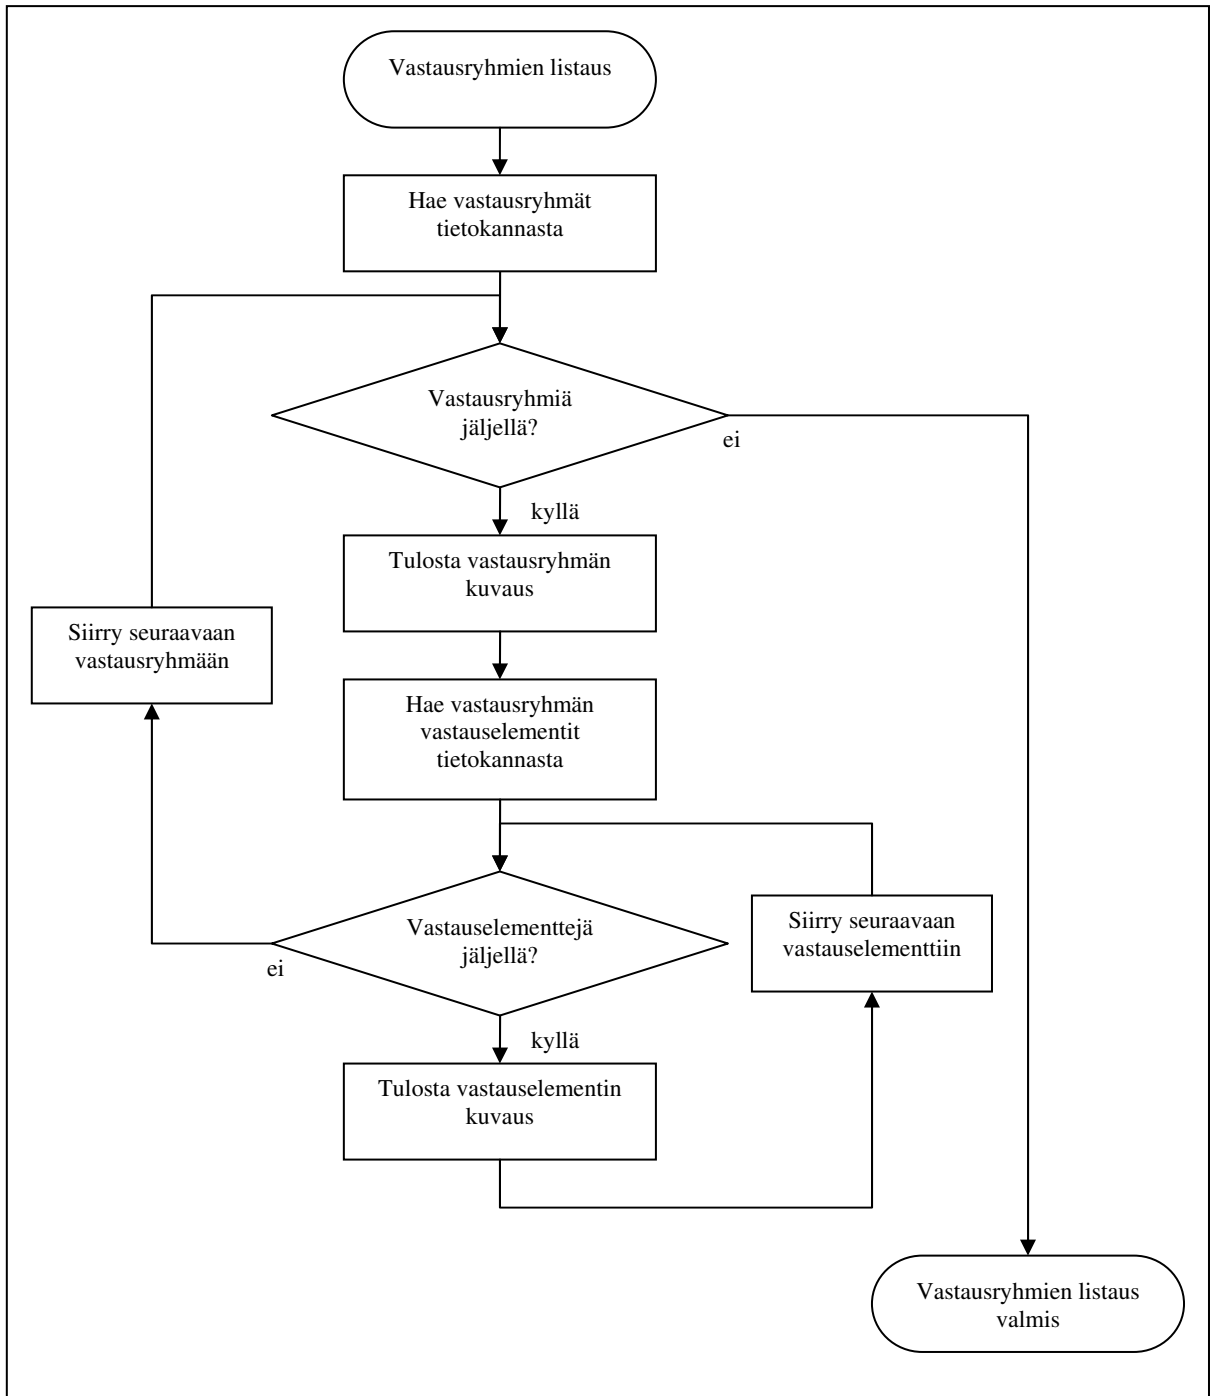 Vastausryhmien listaus
Hae vastausryhmät
tietokannasta
Vastausryhmiä
jäljellä?
ei
kyllä
Tulosta vastausryhmän
kuvaus
Siirry seuraavaan
vastausryhmään
Hae vastausryhmän
vastauselementit
tietokannasta
Vastauselementtejä
jäljellä?
ei
Siirry seuraavaan
vastauselementtiin
kyllä
Tulosta vastauselementin
kuvaus
Vastausryhmien listaus
valmis